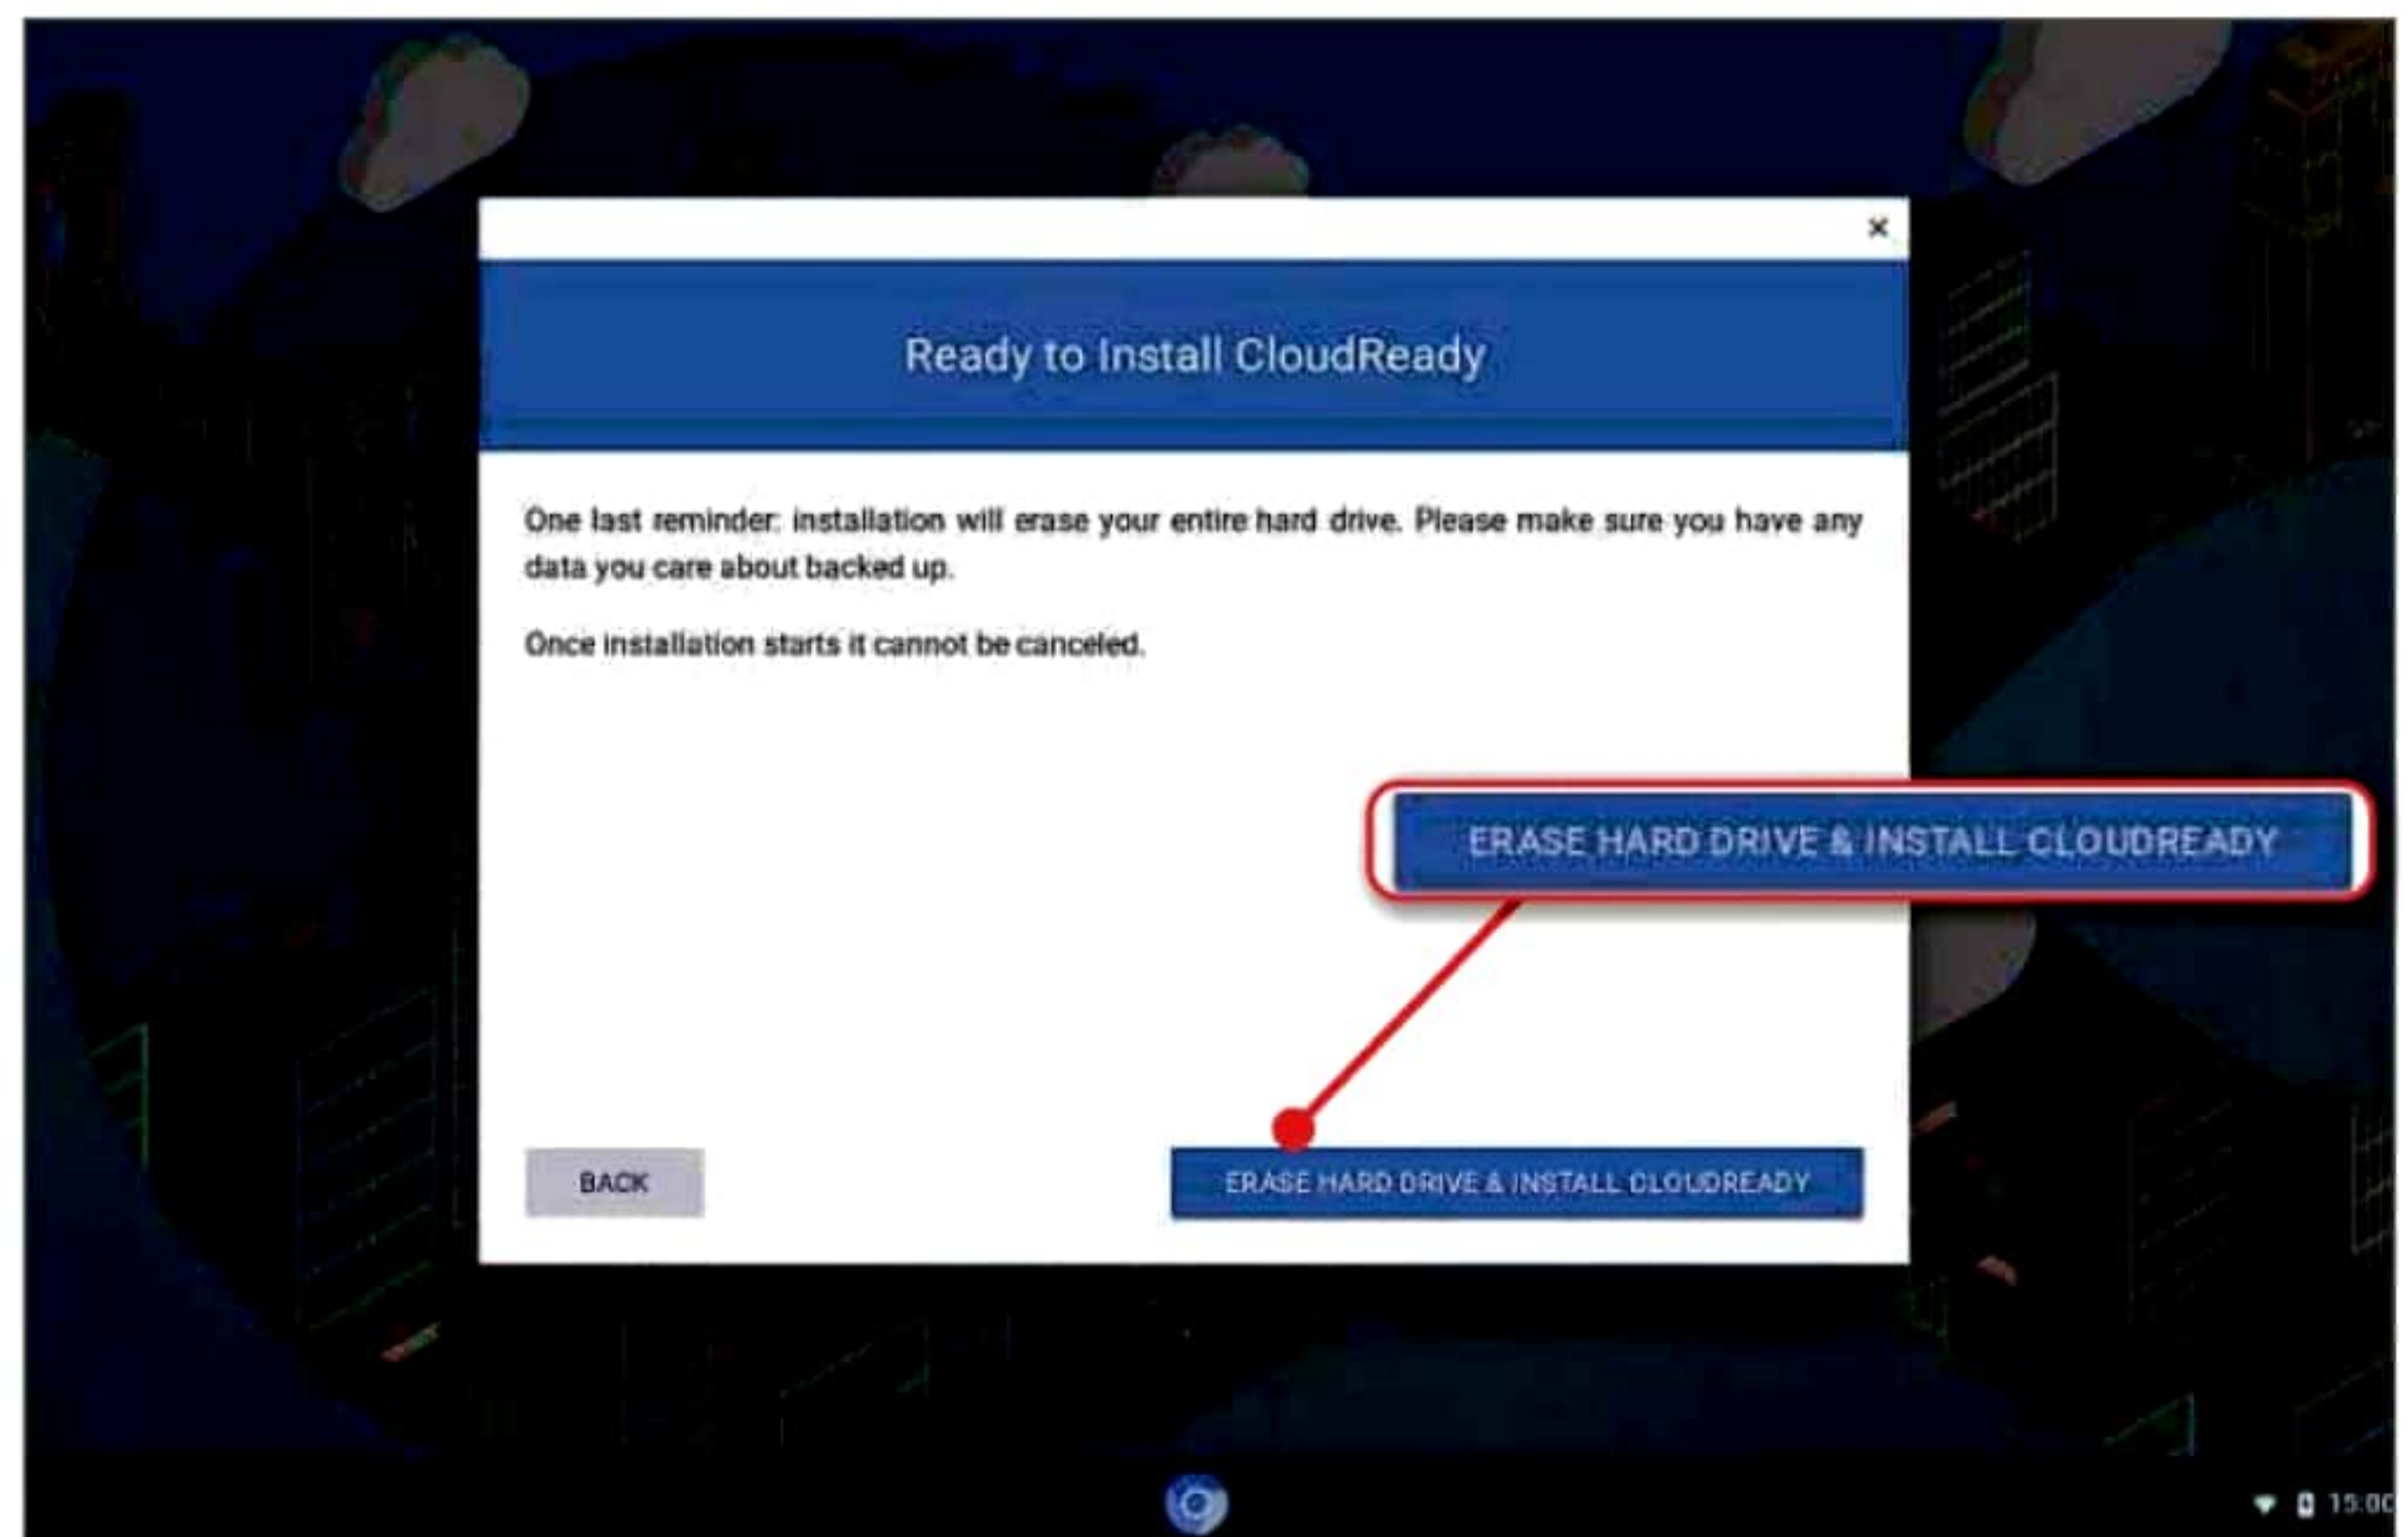 ×
Ready to Install CloudReady
One last reminder: installation will erase your entire hard drive. Please make sure you have any
data you care about backed up.
Once installation starts it cannot be canceled.
ERASE HARD DRIVE & INSTALL CLOUDREADY
BACK
ERASE HARD DRIVE & INSTALL CLOUDREADY
15:00